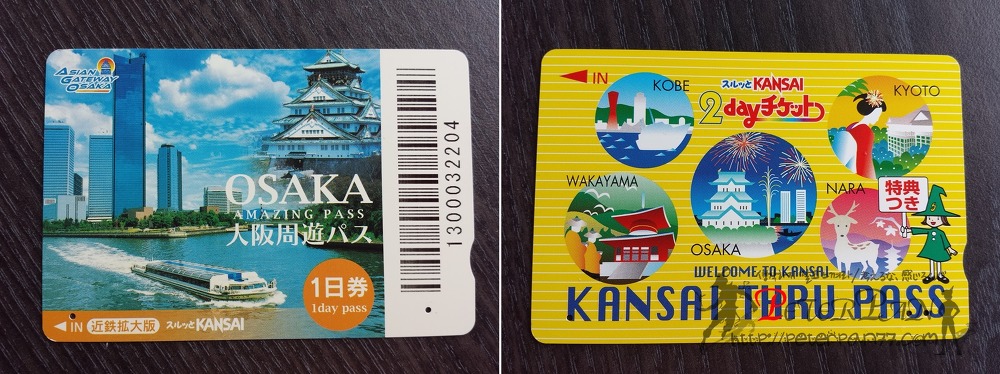 ASIAN
GATEWAY
OSAKA
OSAKA
AMAZING PASS
大阪周遊パス
1日券
1day pass
IN 近鉄拡大版 スルッとKANSAI
1300032204
IN
KOBE
スルッとKANSAI
2dayチケット
KYOTO
WAKAYAMA
NARA
特典
つき
OSAKA
WELCOME TO KANSAI
KANSAI THRU PASS
http://peterpan77.com/